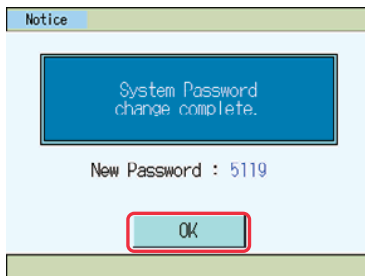 Notice
System Password
change complete.
New Password : 5119
OK